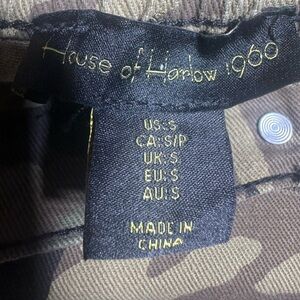 House of Harlow 1960
US:S
CA:S/P
UK:S
EU:S
AU:S
MADE IN
CHINA